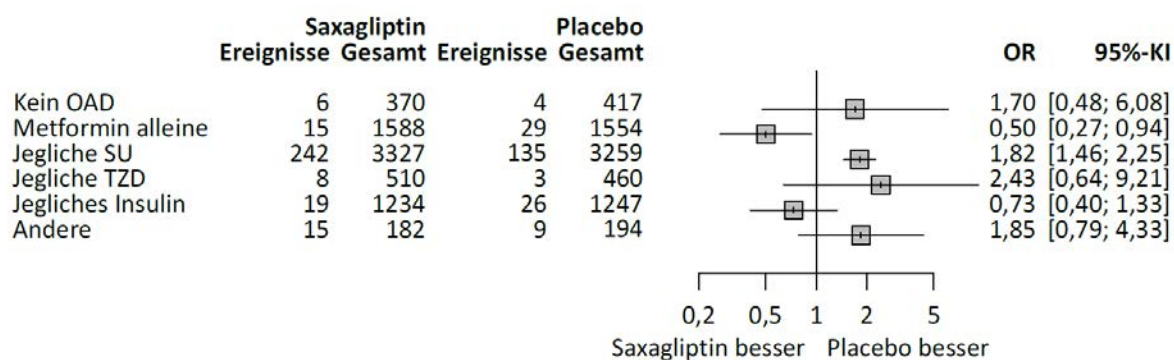 Saxagliptin Placebo
Ereignisse Gesamt Ereignisse Gesamt OR 95%-KI
Kein OAD 6 370 4 417 1,70 [0,48; 6,08]
Metformin alleine 15 1588 29 1554 0,50 [0,27; 0,94]
Jegliche SU 242 3327 135 3259 1,82 [1,46; 2,25]
Jegliche TZD 8 510 3 460 2,43 [0,64; 9,21]
Jegliches Insulin 19 1234 26 1247 0,73 [0,40; 1,33]
Andere 15 182 9 194 1,85 [0,79; 4,33]
0,2 0,5 1 2 5
Saxagliptin besser Placebo besser